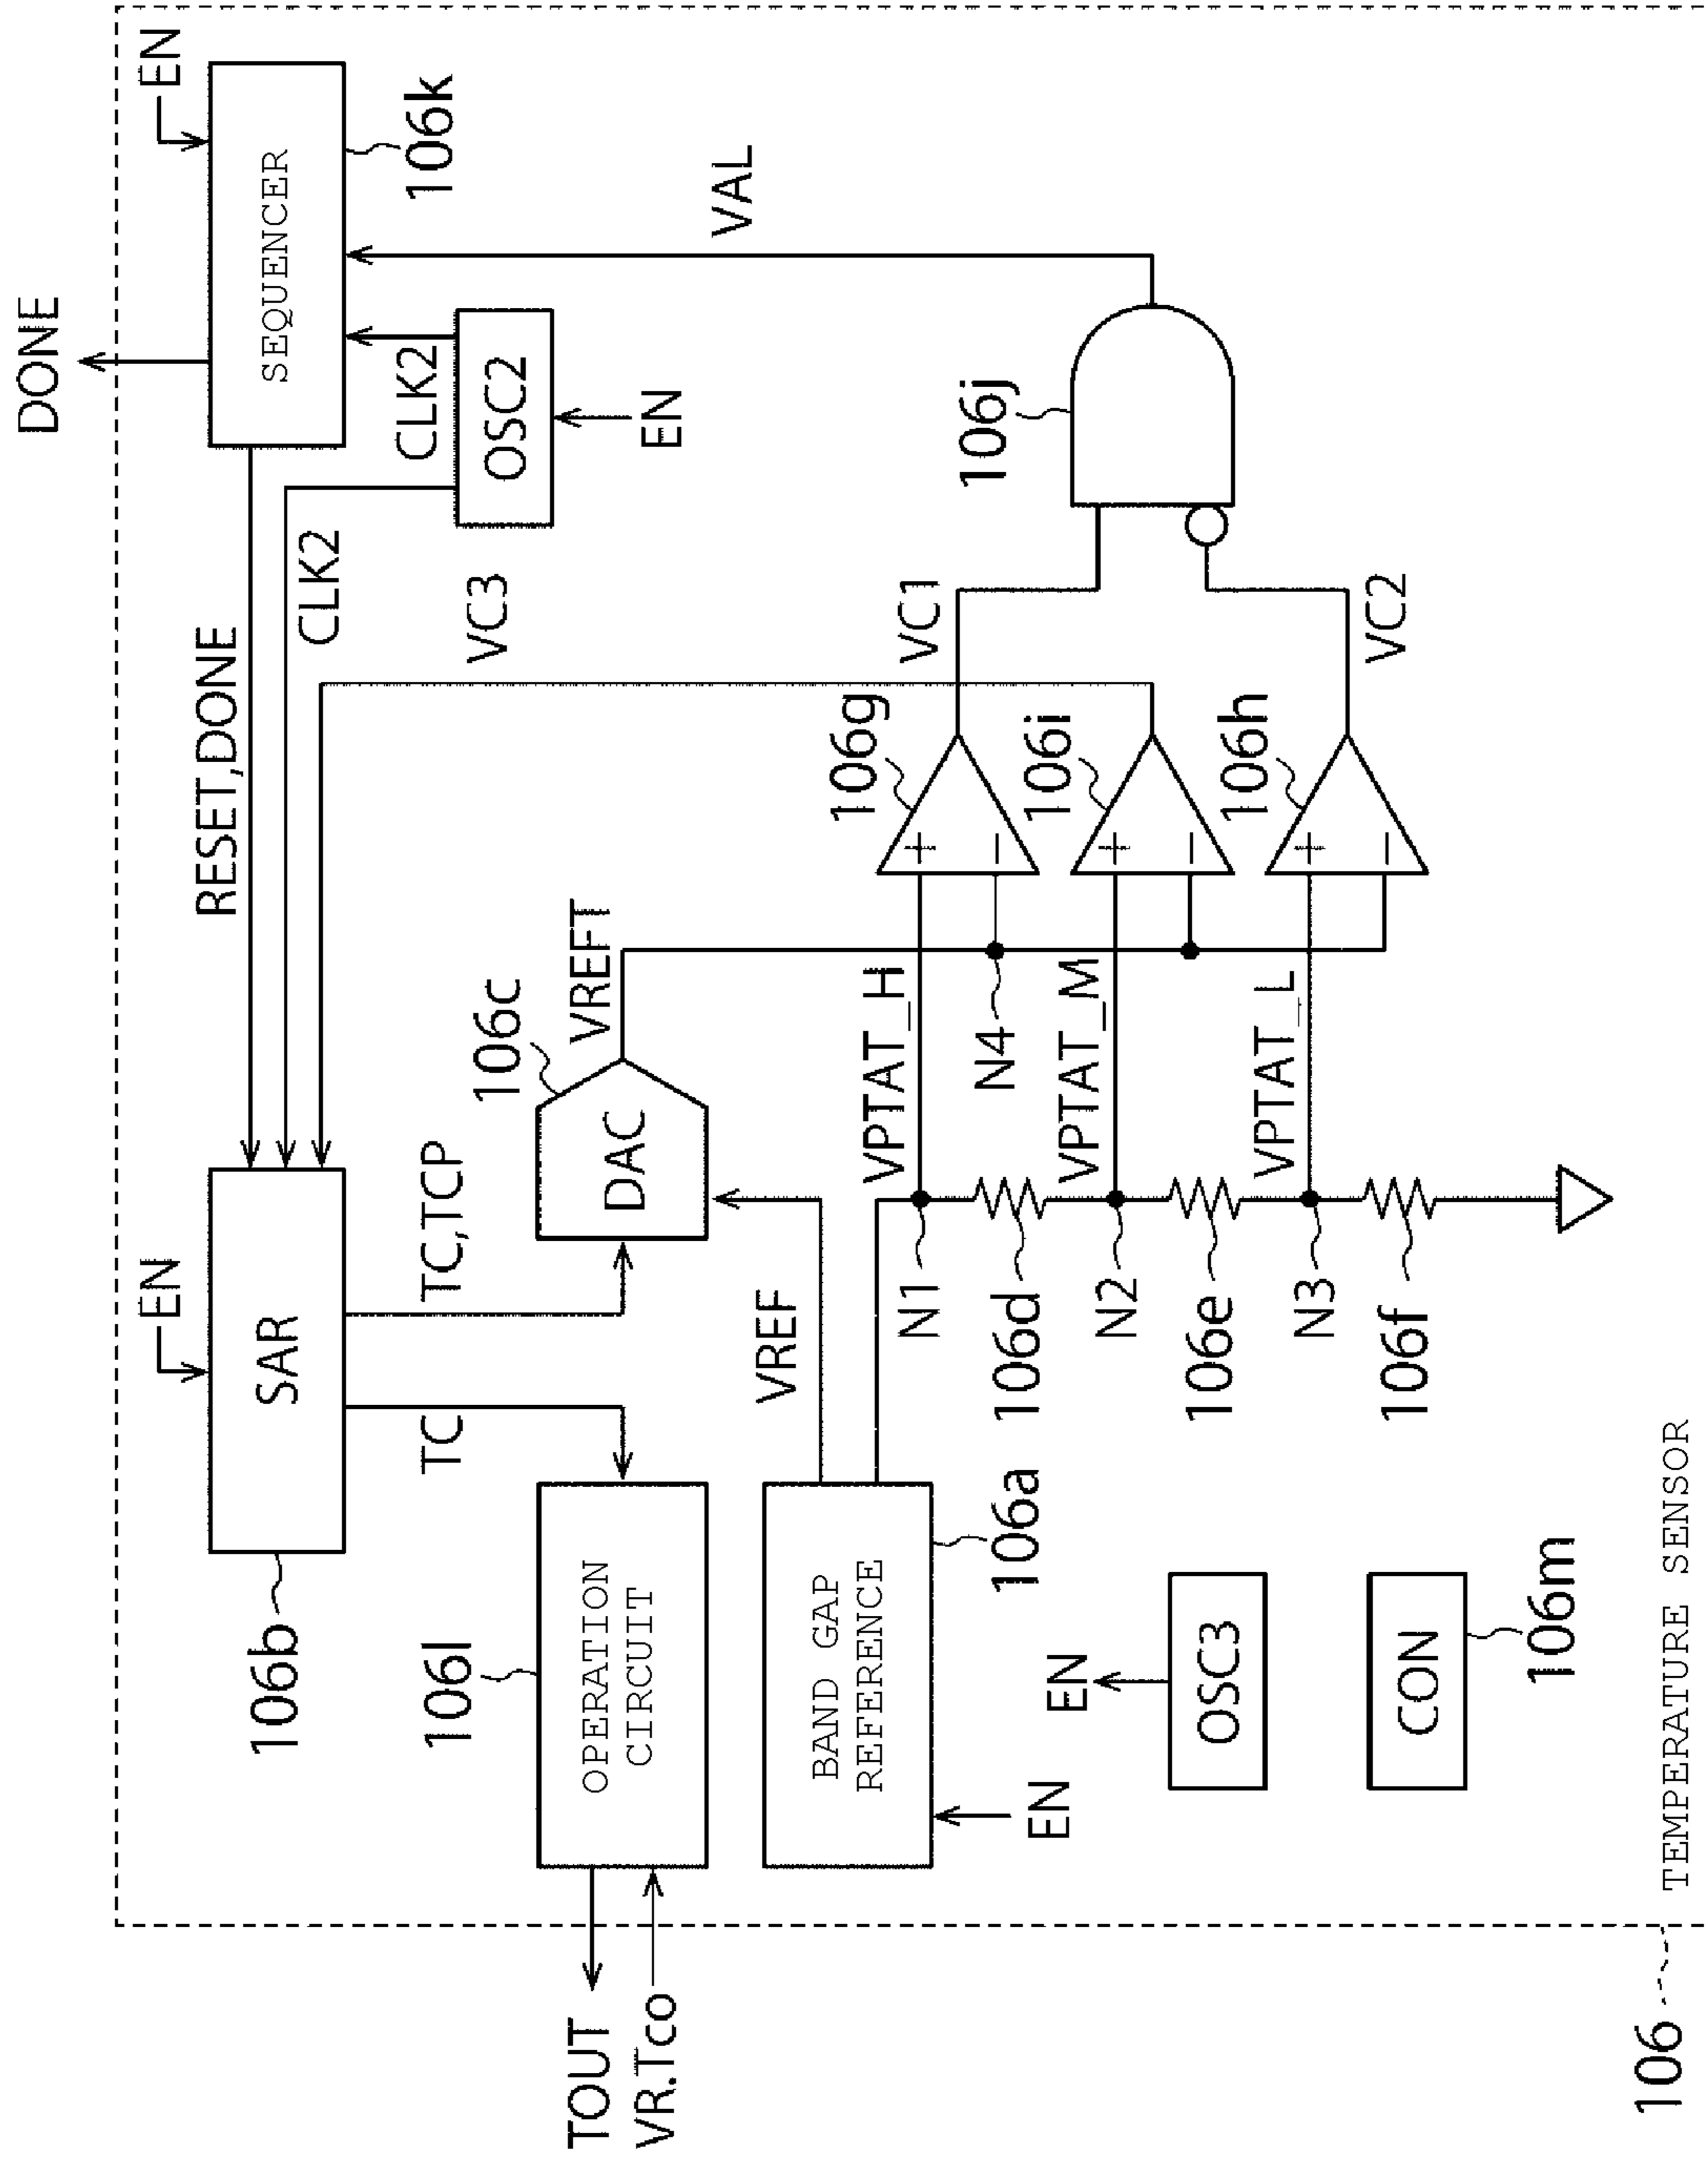 DONE
EN
SEQUENCER
106k
RESET,DONE
CLK2
CLK2
OSC2
EN
VC3
VAL
EN
SAR
106b
TC
TC,TCP
106l
OPERATION
CIRCUIT
TOUT
VR.Tco
106c
DAC
VREFT
VREF
BAND GAP
REFERENCE
106a
EN
VPTAT_H
N1
106d
N4
VPTAT_M
N2
106e
VPTAT_L
N3
106f
106g
106i
106h
VC1
VC2
106j
EN
OSC3
CON
106m
TEMPERATURE SENSOR
106